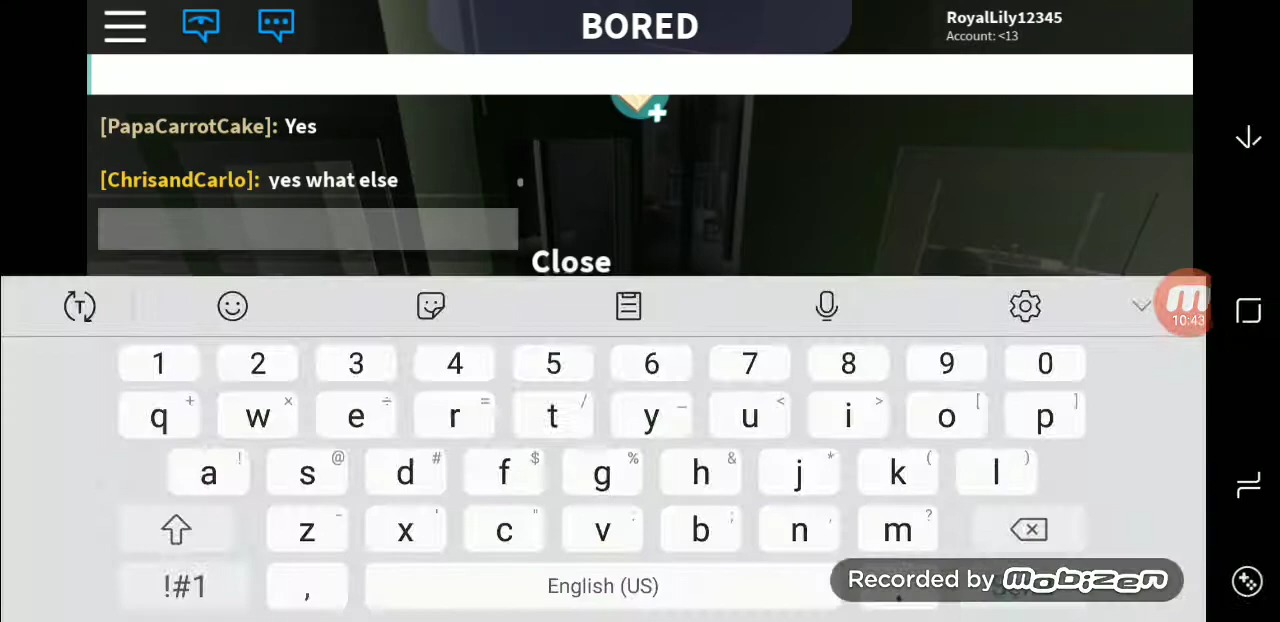 BORED
RoyalLily12345
Account: <13
[PapaCarrotCake]: Yes
[ChrisandCarlo]: yes what else
Close
T
10:43
1 2 3 4 5 6 7 8 9 0
q + w × e ÷ r = t / y _ u < i > o [ p ]
a ! s @ d # f $ g % h & j * k ( l )
z - x ' c " v : b ; n , m ?
!#1 , English (US) .
Recorded by mobizen